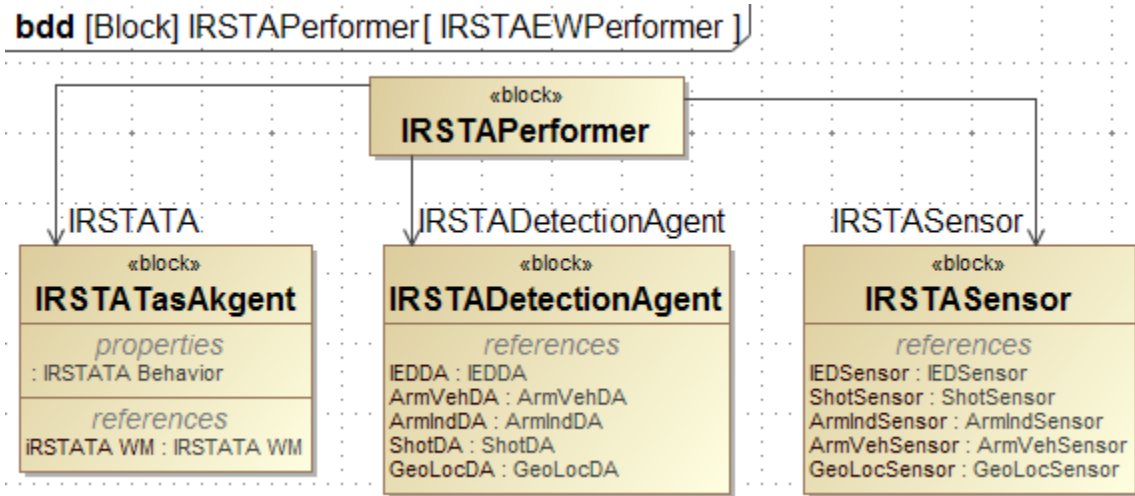 bdd [Block] IRSTAPerformer[ IRSTAEWPerformer ]
«block»
IRSTAPerformer
IRSTATA
IRSTADetectionAgent
IRSTASensor
«block»
IRSTATasAkgent
properties
: IRSTATA Behavior
references
iRSTATA WM : IRSTATA WM
«block»
IRSTADetectionAgent
references
IEDDA : IEDDA
ArmVehDA : ArmVehDA
ArmIndDA : ArmIndDA
ShotDA : ShotDA
GeoLocDA : GeoLocDA
«block»
IRSTASensor
references
IEDSensor : IEDSensor
ShotSensor : ShotSensor
ArmIndSensor : ArmIndSensor
ArmVehSensor : ArmVehSensor
GeoLocSensor : GeoLocSensor